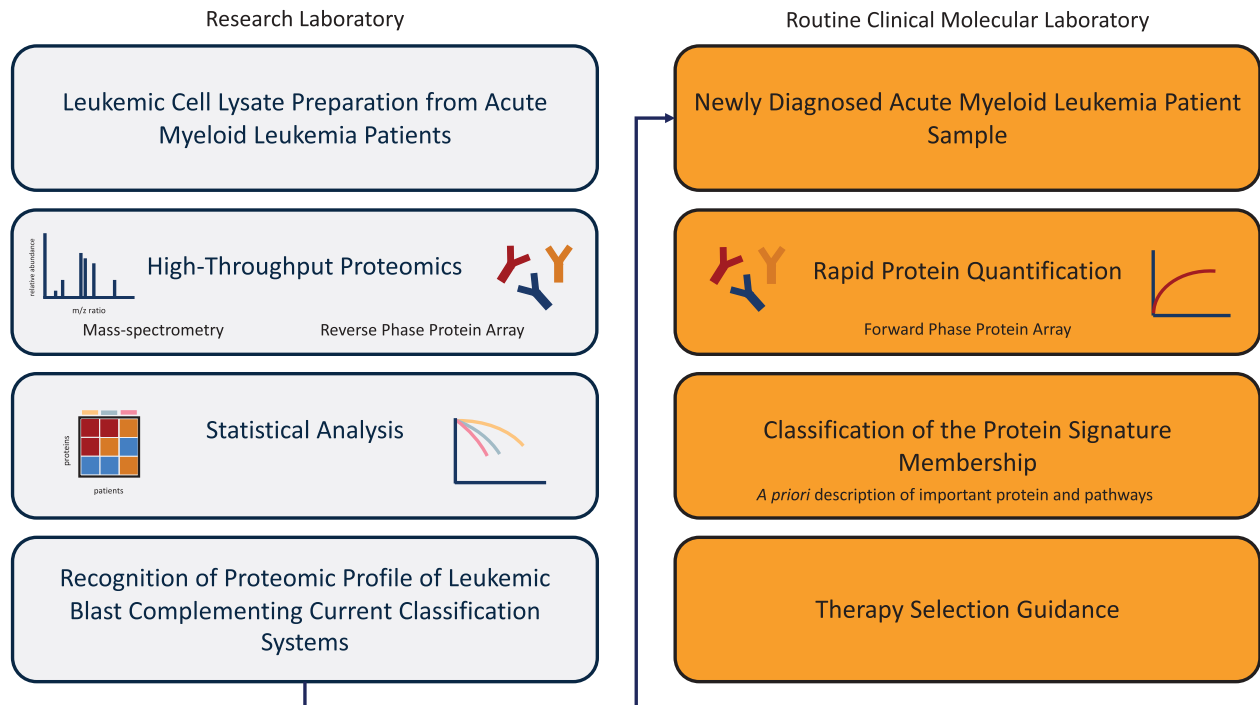 Research Laboratory
Leukemic Cell Lysate Preparation from Acute
Myeloid Leukemia Patients
relative abundance
m/z ratio
High-Throughput Proteomics
Mass-spectrometry
Reverse Phase Protein Array
proteins
patients
Statistical Analysis
Recognition of Proteomic Profile of Leukemic
Blast Complementing Current Classification
Systems
Routine Clinical Molecular Laboratory
Newly Diagnosed Acute Myeloid Leukemia Patient
Sample
Rapid Protein Quantification
Forward Phase Protein Array
Classification of the Protein Signature
Membership
A priori description of important protein and pathways
Therapy Selection Guidance